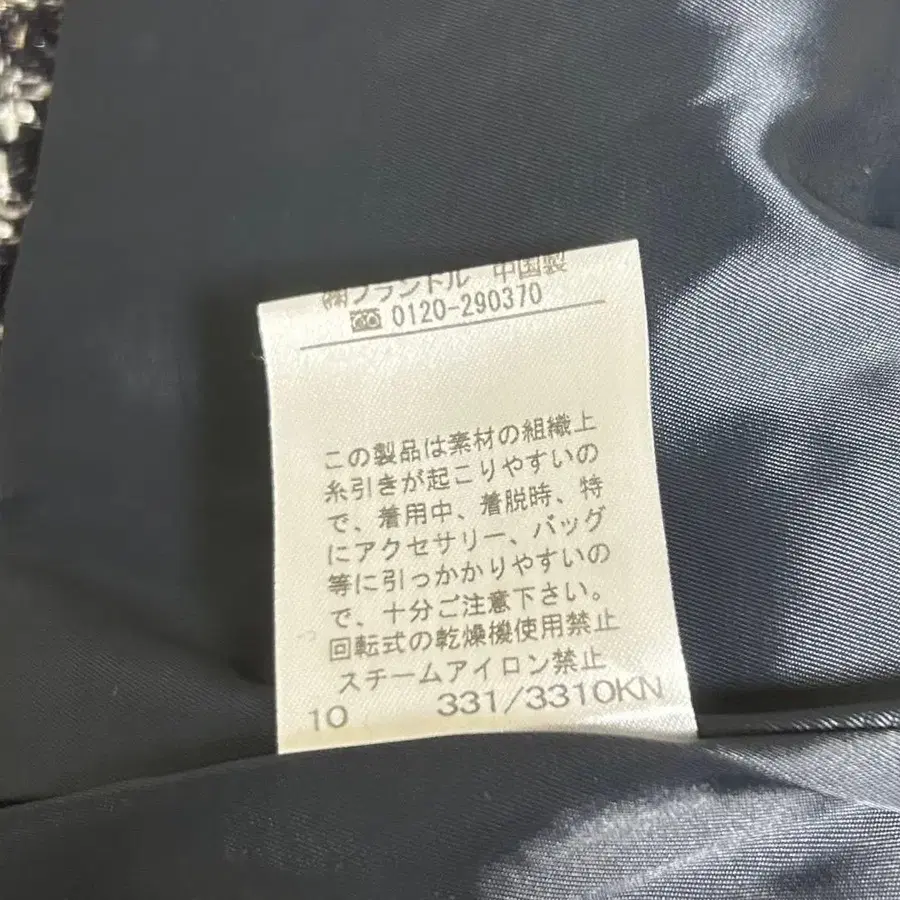 ㈱フランドル 中国製
0120-290370
この製品は素材の組織上
糸引きが起こりやすいの
で、着用中、着脱時、特
にアクセサリー、バッグ
等に引っかかりやすいの
で、十分ご注意下さい。
回転式の乾燥機使用禁止
スチームアイロン禁止
10 331/3310KN